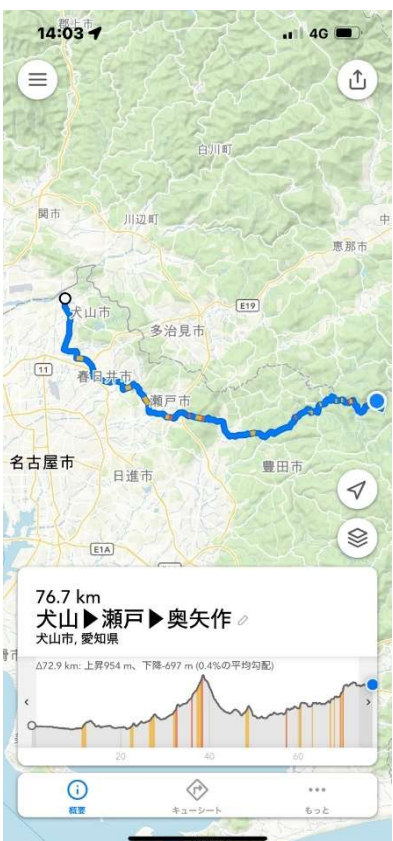 郡上市
14:03
4G
白川町
関市
川辺町
中
恵那市
E19
犬山市
多治見市
11
春日井市
瀬戸市
名古屋市
豊田市
日進市
E1A
76.7 km
犬山▶瀬戸▶奥矢作
犬山市, 愛知県
Δ72.9 km: 上昇954 m、下降-697 m (0.4%の平均勾配)
20 40 60
概要 キューシート もっと